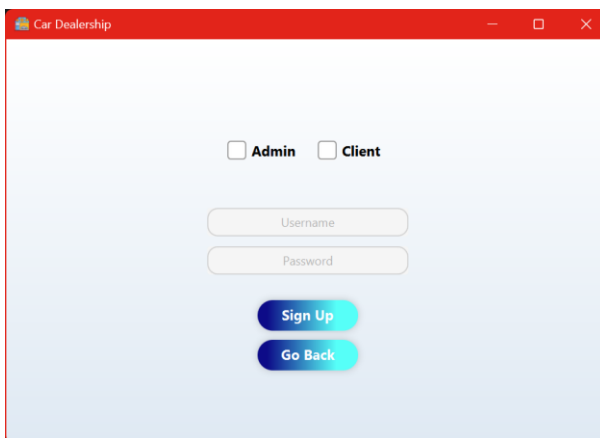 Car Dealership
Admin Client
Username
Password
Sign Up
Go Back